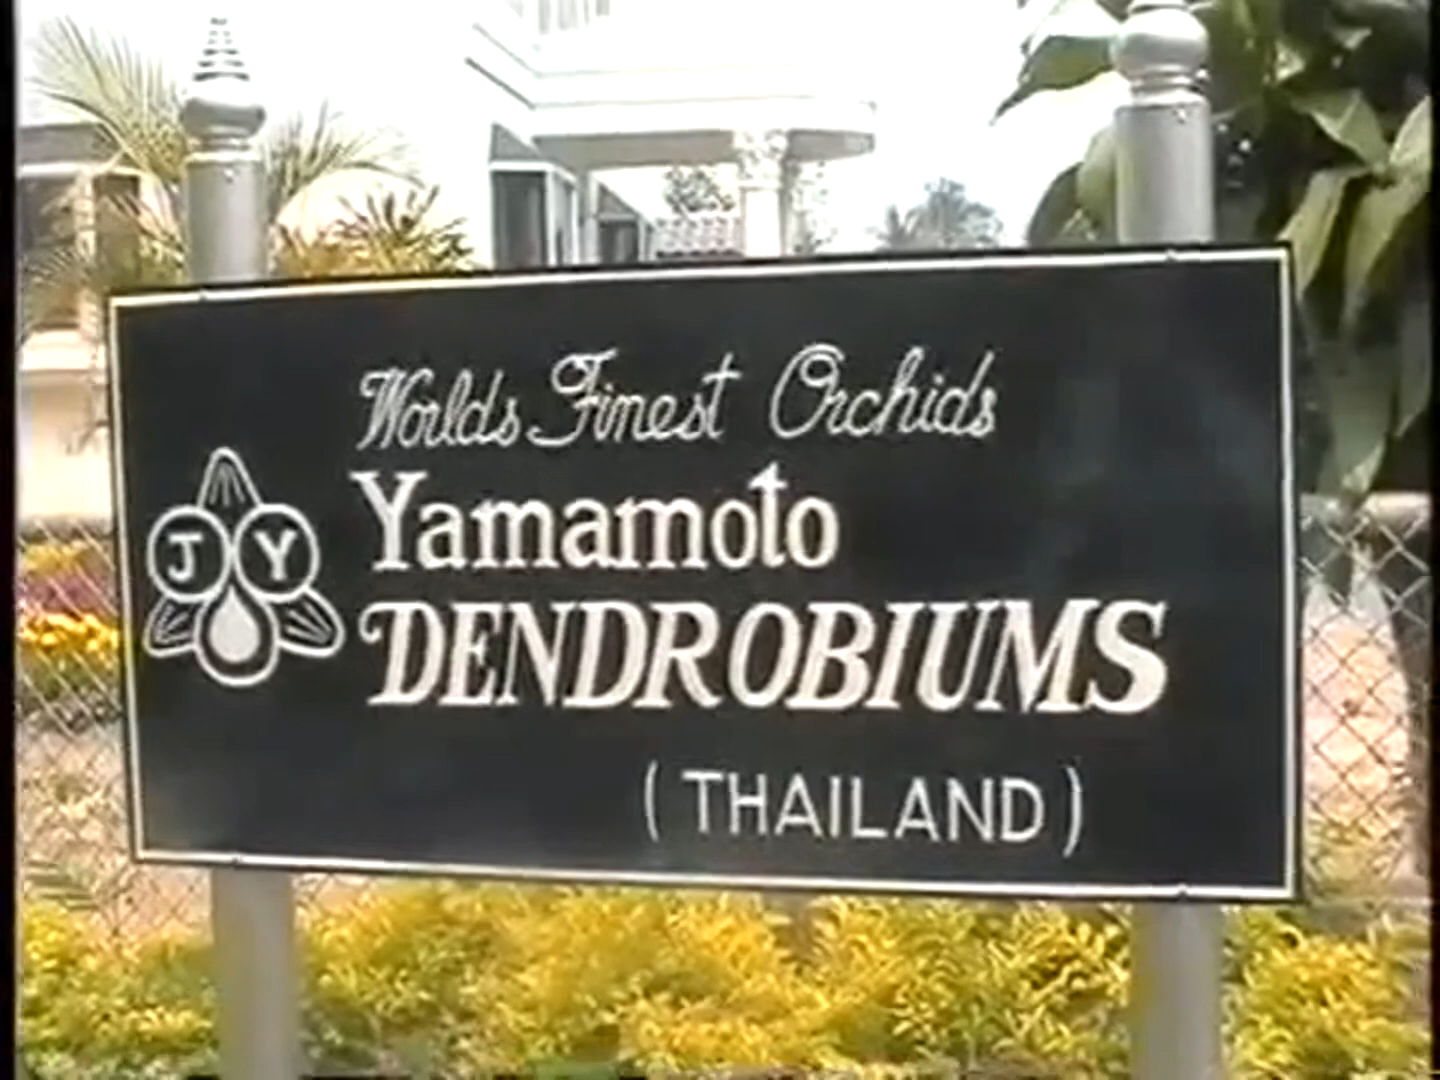 Worlds Finest Orchids
J Y
Yamamoto
DENDROBIUMS
(THAILAND)